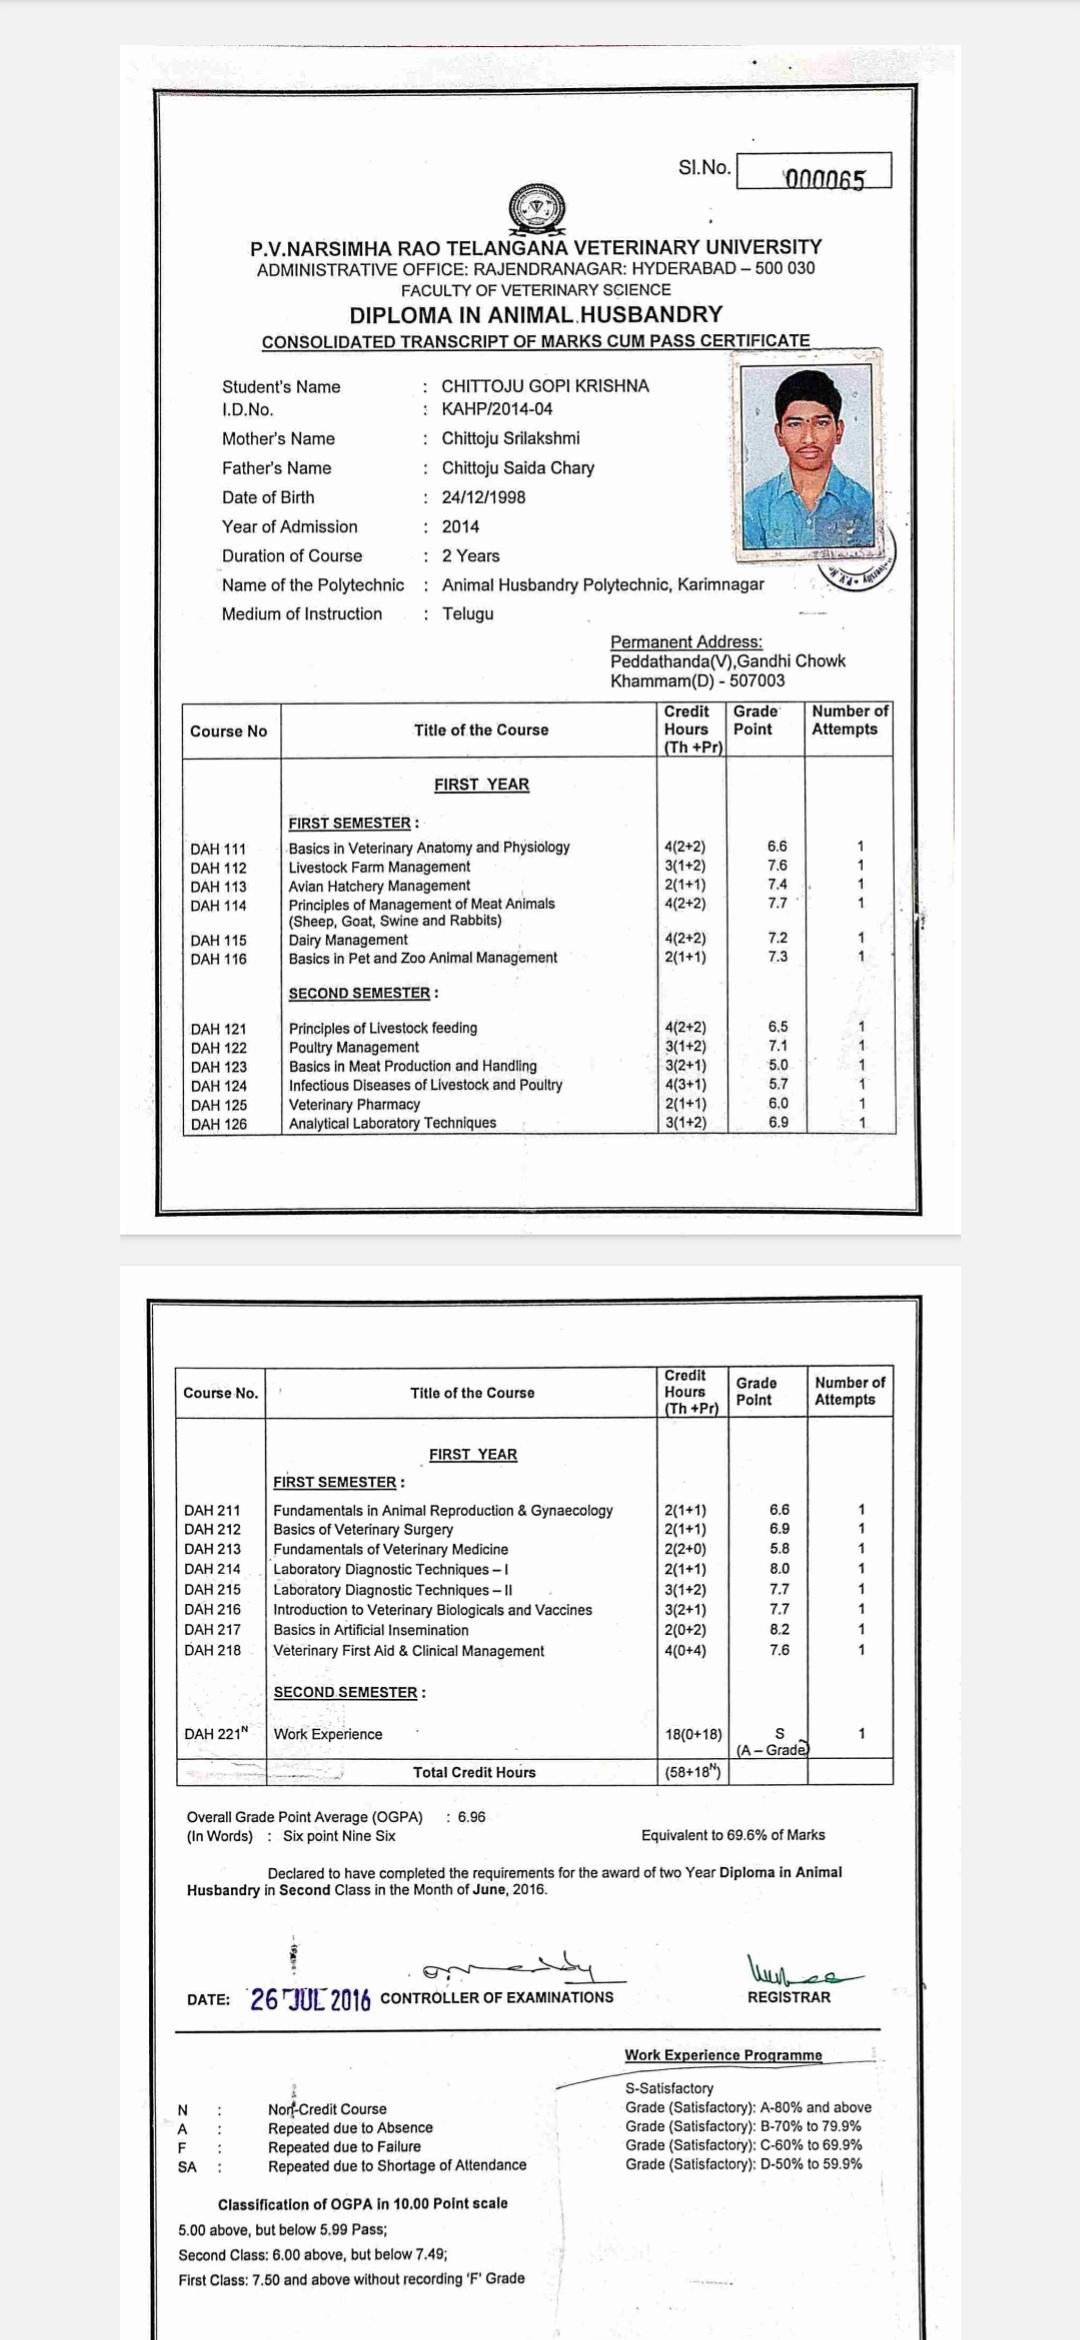 Sl.No. 000065
P.V.NARSIMHA RAO TELANGANA VETERINARY UNIVERSITY
ADMINISTRATIVE OFFICE: RAJENDRANAGAR: HYDERABAD – 500 030
FACULTY OF VETERINARY SCIENCE
DIPLOMA IN ANIMAL HUSBANDRY
CONSOLIDATED TRANSCRIPT OF MARKS CUM PASS CERTIFICATE
Student's Name : CHITTOJU GOPI KRISHNA
I.D.No. : KAHP/2014-04
Mother's Name : Chittoju Srilakshmi
Father's Name : Chittoju Saida Chary
Date of Birth : 24/12/1998
Year of Admission : 2014
Duration of Course : 2 Years
Name of the Polytechnic : Animal Husbandry Polytechnic, Karimnagar
Medium of Instruction : Telugu
Permanent Address:
Peddathanda(V),Gandhi Chowk
Khammam(D) - 507003
Course No Title of the Course Credit Hours (Th +Pr) Grade Point Number of Attempts
FIRST YEAR
FIRST SEMESTER :
DAH 111 Basics in Veterinary Anatomy and Physiology 4(2+2) 6.6 1
DAH 112 Livestock Farm Management 3(1+2) 7.6 1
DAH 113 Avian Hatchery Management 2(1+1) 7.4 1
DAH 114 Principles of Management of Meat Animals 4(2+2) 7.7 1
(Sheep, Goat, Swine and Rabbits)
DAH 115 Dairy Management 4(2+2) 7.2 1
DAH 116 Basics in Pet and Zoo Animal Management 2(1+1) 7.3 1
SECOND SEMESTER :
DAH 121 Principles of Livestock feeding 4(2+2) 6.5 1
DAH 122 Poultry Management 3(1+2) 7.1 1
DAH 123 Basics in Meat Production and Handling 3(2+1) 5.0 1
DAH 124 Infectious Diseases of Livestock and Poultry 4(3+1) 5.7 1
DAH 125 Veterinary Pharmacy 2(1+1) 6.0 1
DAH 126 Analytical Laboratory Techniques 3(1+2) 6.9 1
Course No. Title of the Course Credit Hours (Th +Pr) Grade Point Number of Attempts
FIRST YEAR
FIRST SEMESTER :
DAH 211 Fundamentals in Animal Reproduction & Gynaecology 2(1+1) 6.6 1
DAH 212 Basics of Veterinary Surgery 2(1+1) 6.9 1
DAH 213 Fundamentals of Veterinary Medicine 2(2+0) 5.8 1
DAH 214 Laboratory Diagnostic Techniques – I 2(1+1) 8.0 1
DAH 215 Laboratory Diagnostic Techniques – II 3(1+2) 7.7 1
DAH 216 Introduction to Veterinary Biologicals and Vaccines 3(2+1) 7.7 1
DAH 217 Basics in Artificial Insemination 2(0+2) 8.2 1
DAH 218 Veterinary First Aid & Clinical Management 4(0+4) 7.6 1
SECOND SEMESTER :
DAH 221ᴺ Work Experience 18(0+18) S 1
(A – Grade)
Total Credit Hours (58+18ᴺ)
Overall Grade Point Average (OGPA) : 6.96
(In Words) : Six point Nine Six Equivalent to 69.6% of Marks
Declared to have completed the requirements for the award of two Year Diploma in Animal
Husbandry in Second Class in the Month of June, 2016.
DATE: 26 JUL 2016 CONTROLLER OF EXAMINATIONS REGISTRAR
Work Experience Programme
S-Satisfactory
N : Non-Credit Course Grade (Satisfactory): A-80% and above
A : Repeated due to Absence Grade (Satisfactory): B-70% to 79.9%
F : Repeated due to Failure Grade (Satisfactory): C-60% to 69.9%
SA : Repeated due to Shortage of Attendance Grade (Satisfactory): D-50% to 59.9%
Classification of OGPA in 10.00 Point scale
5.00 above, but below 5.99 Pass;
Second Class: 6.00 above, but below 7.49;
First Class: 7.50 and above without recording 'F' Grade